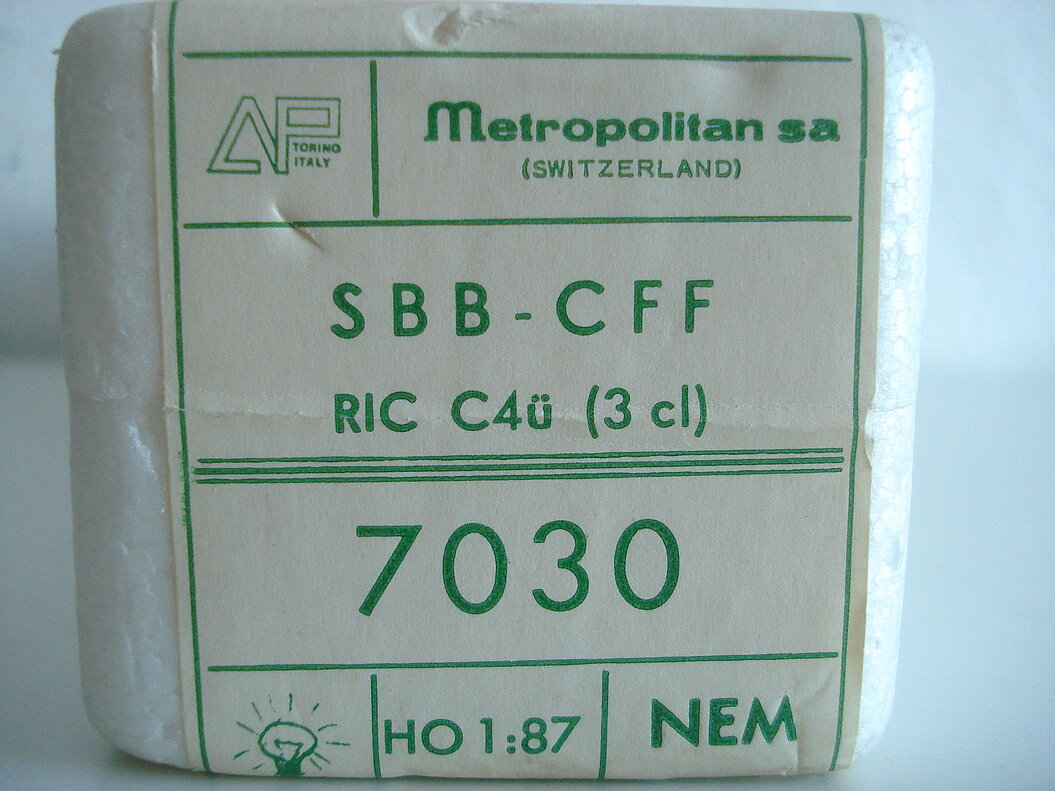 AP
TORINO
ITALY
Metropolitan sa
(SWITZERLAND)
SBB-CFF
RIC C4ü (3 cl)
7030
HO 1:87
NEM